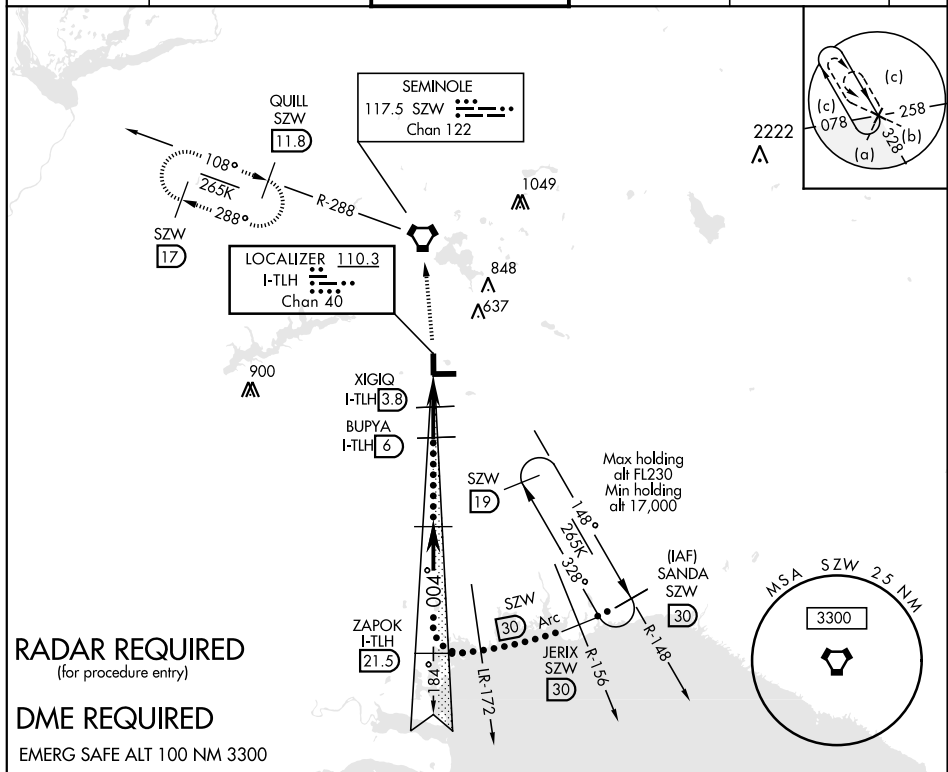 SEMINOLE
117.5 SZW
Chan 122
QUILL
SZW
11.8
108°
265K
288°
R-288
SZW
17
LOCALIZER 110.3
I-TLH
Chan 40
1049
848
637
2222
900
(c)
(c)
078
258
(b)
328
(a)
XIGIQ
I-TLH 3.8
BUPYA
I-TLH 6
SZW
19
Max holding
alt FL230
Min holding
alt 17,000
148°
265K
328°
(IAF)
SANDA
SZW
30
004°
184°
ZAPOK
I-TLH
21.5
SZW
30
Arc
JERIX
SZW
30
LR-172
R-156
R-148
MSA SZW 25 NM
3300
RADAR REQUIRED
(for procedure entry)
DME REQUIRED
EMERG SAFE ALT 100 NM 3300